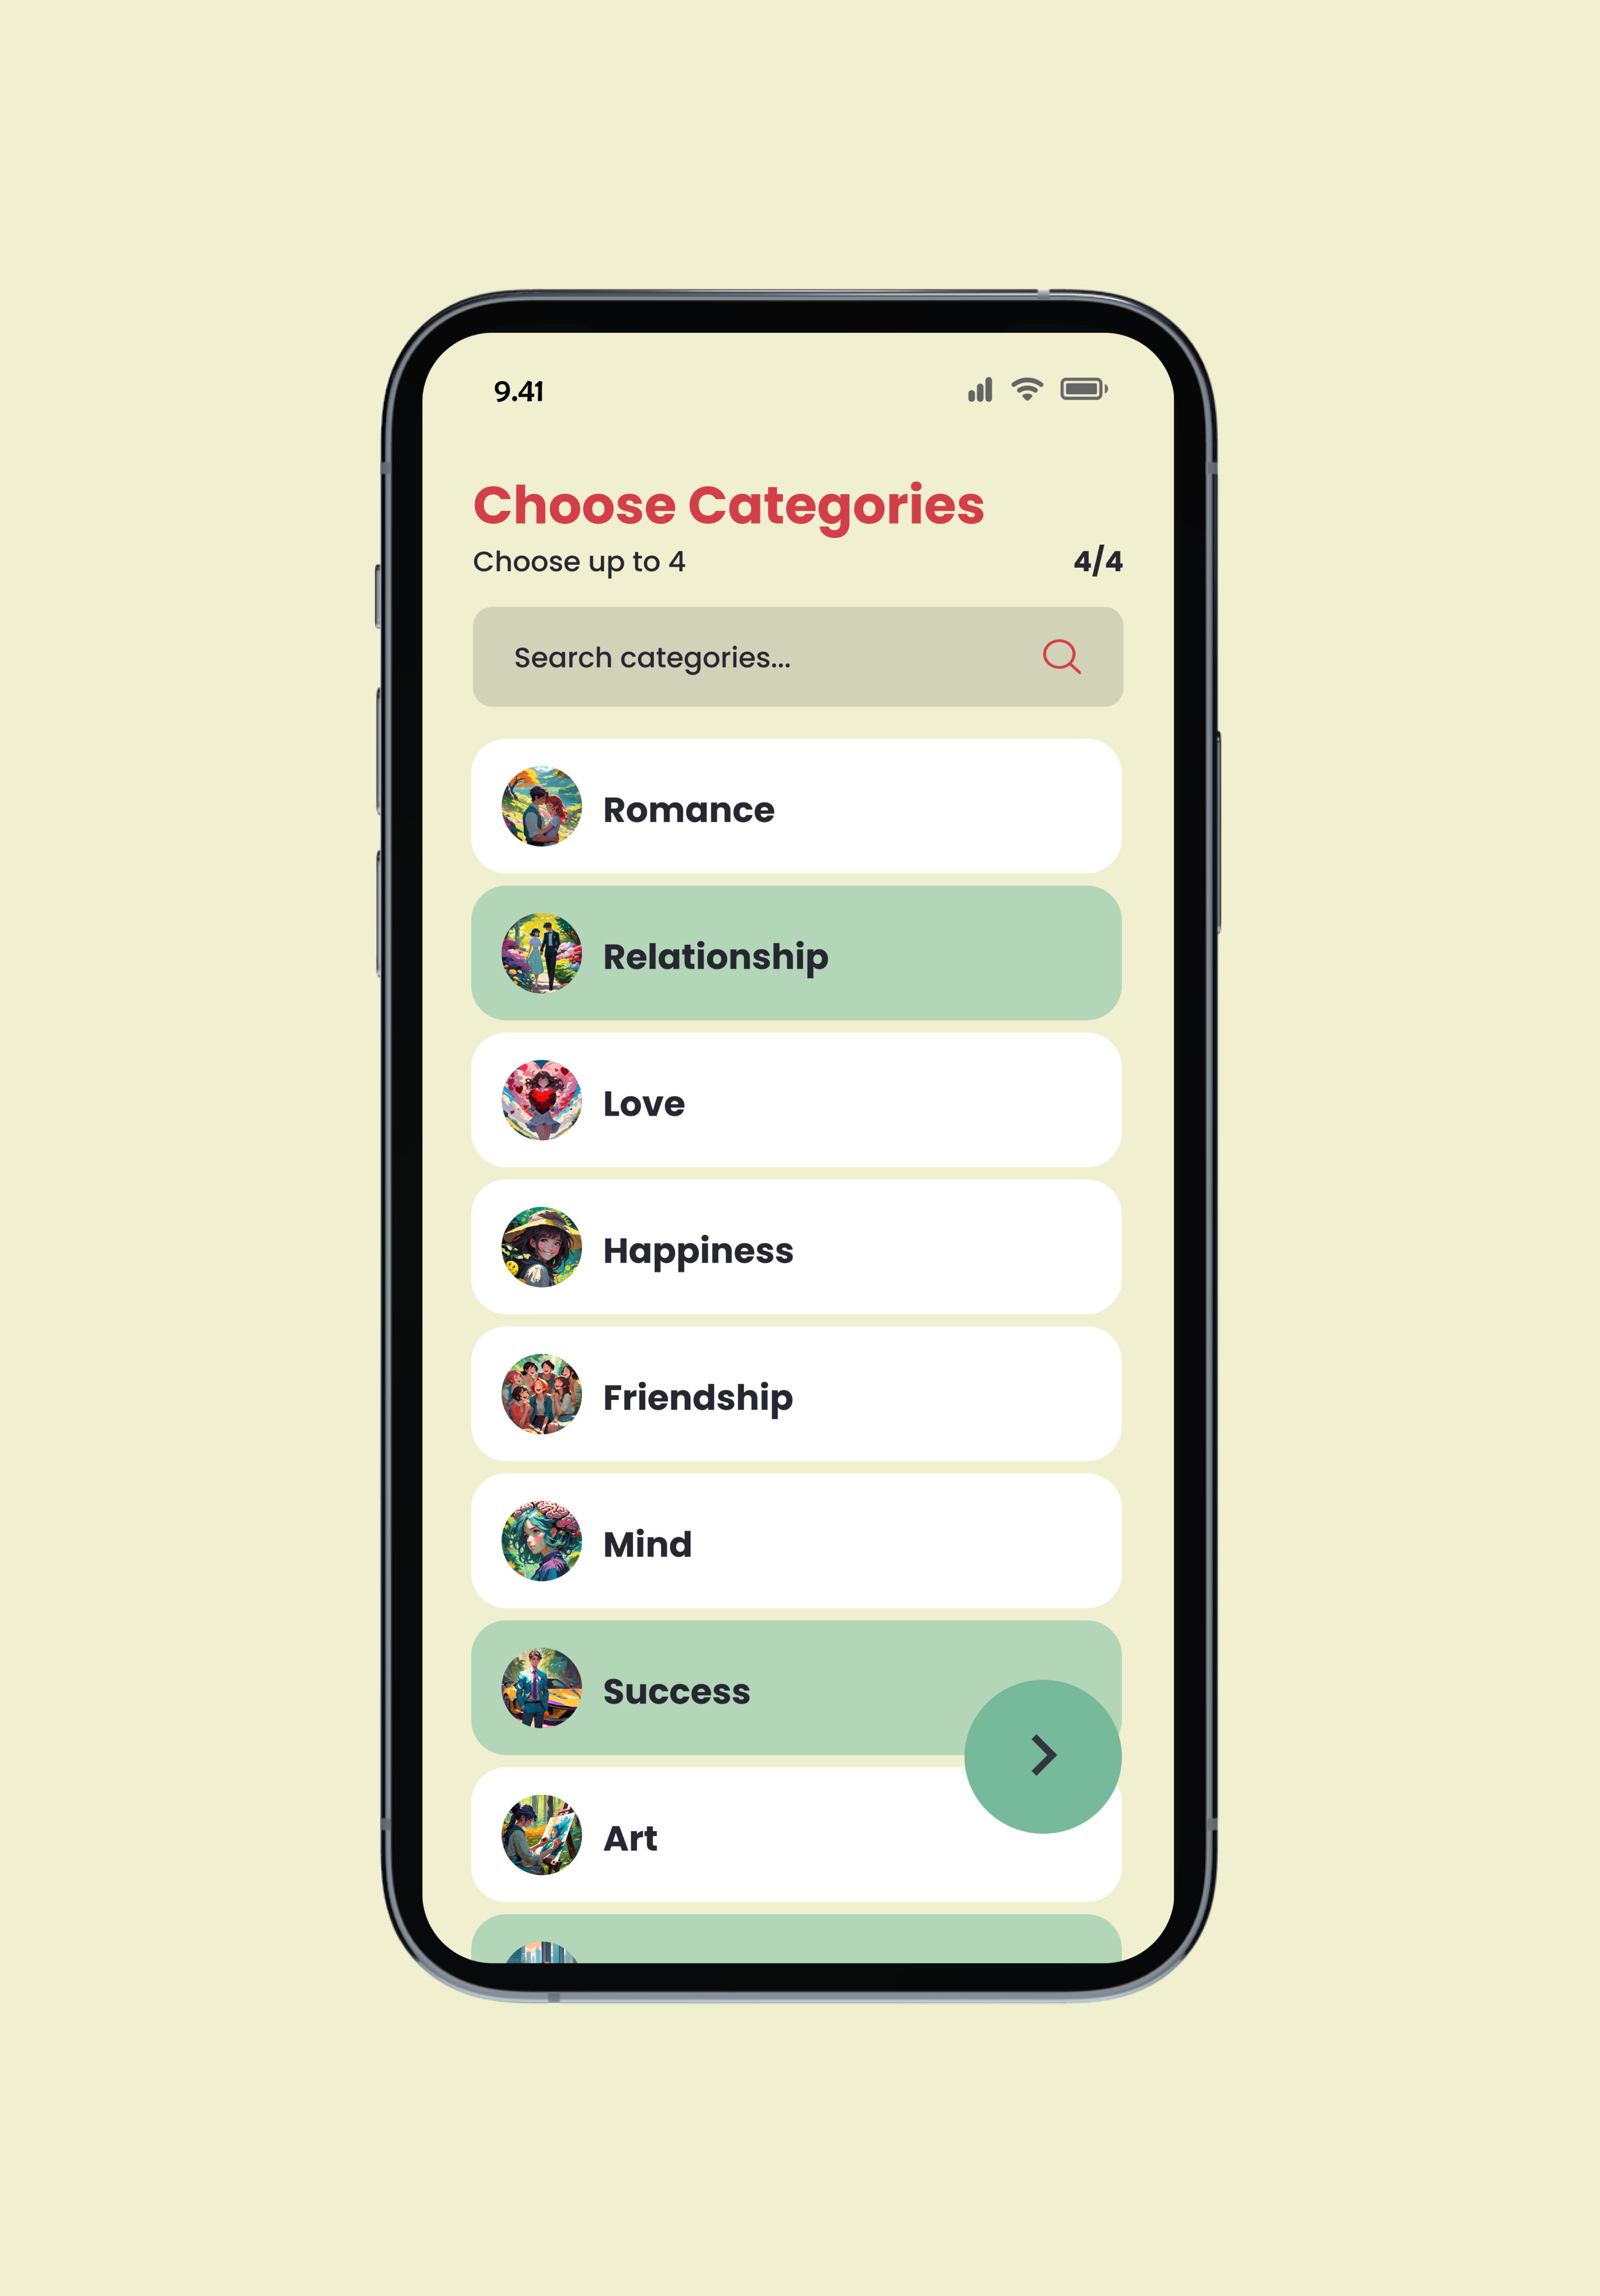 9.41
Choose Categories
Choose up to 4
4/4
Search categories...
Romance
Relationship
Love
Happiness
Friendship
Mind
Success
Art